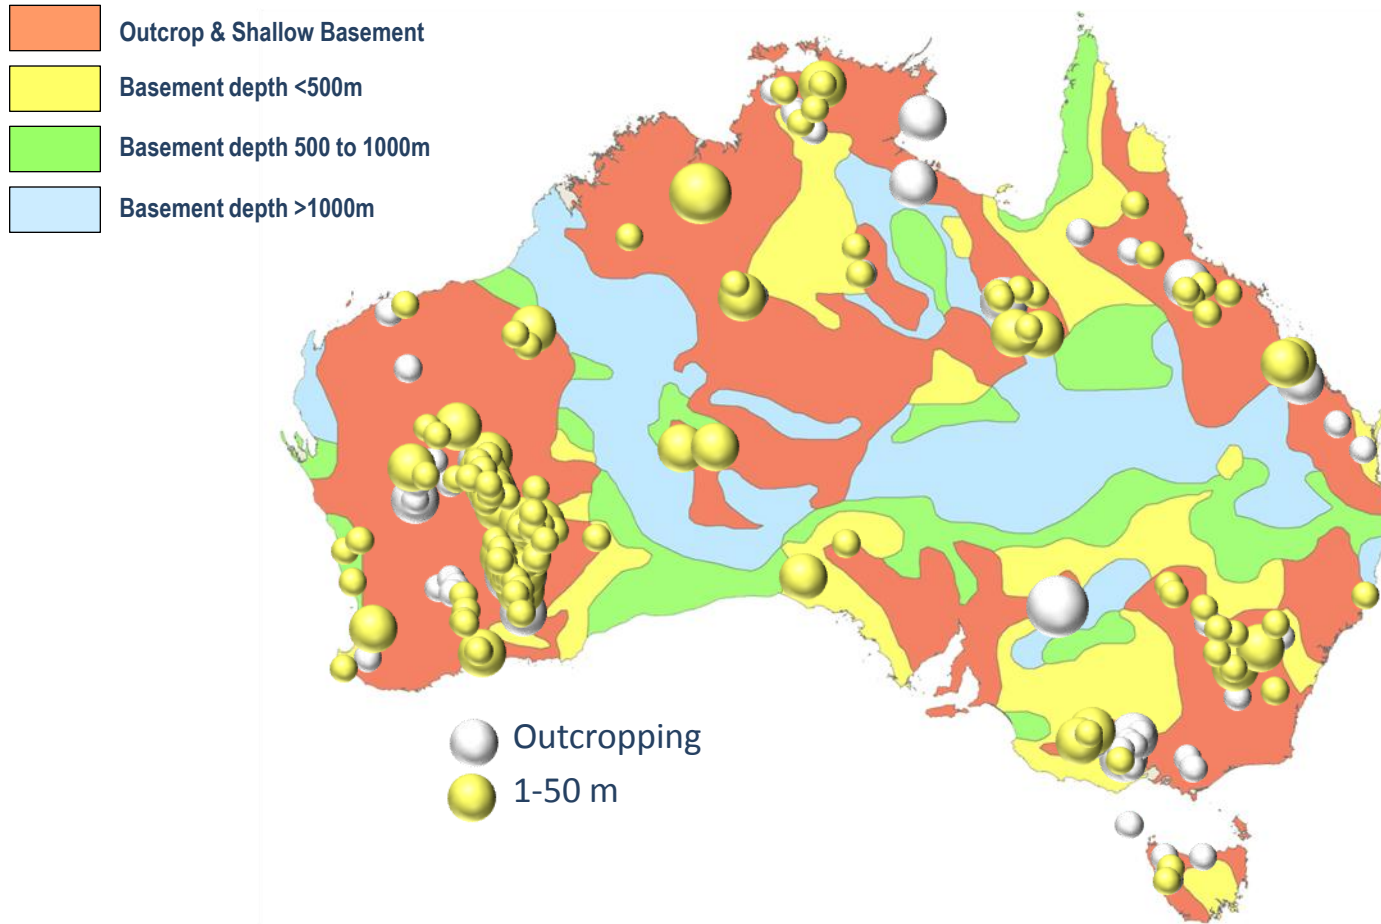 Outcrop & Shallow Basement
Basement depth <500m
Basement depth 500 to 1000m
Basement depth >1000m
Outcropping
1-50 m